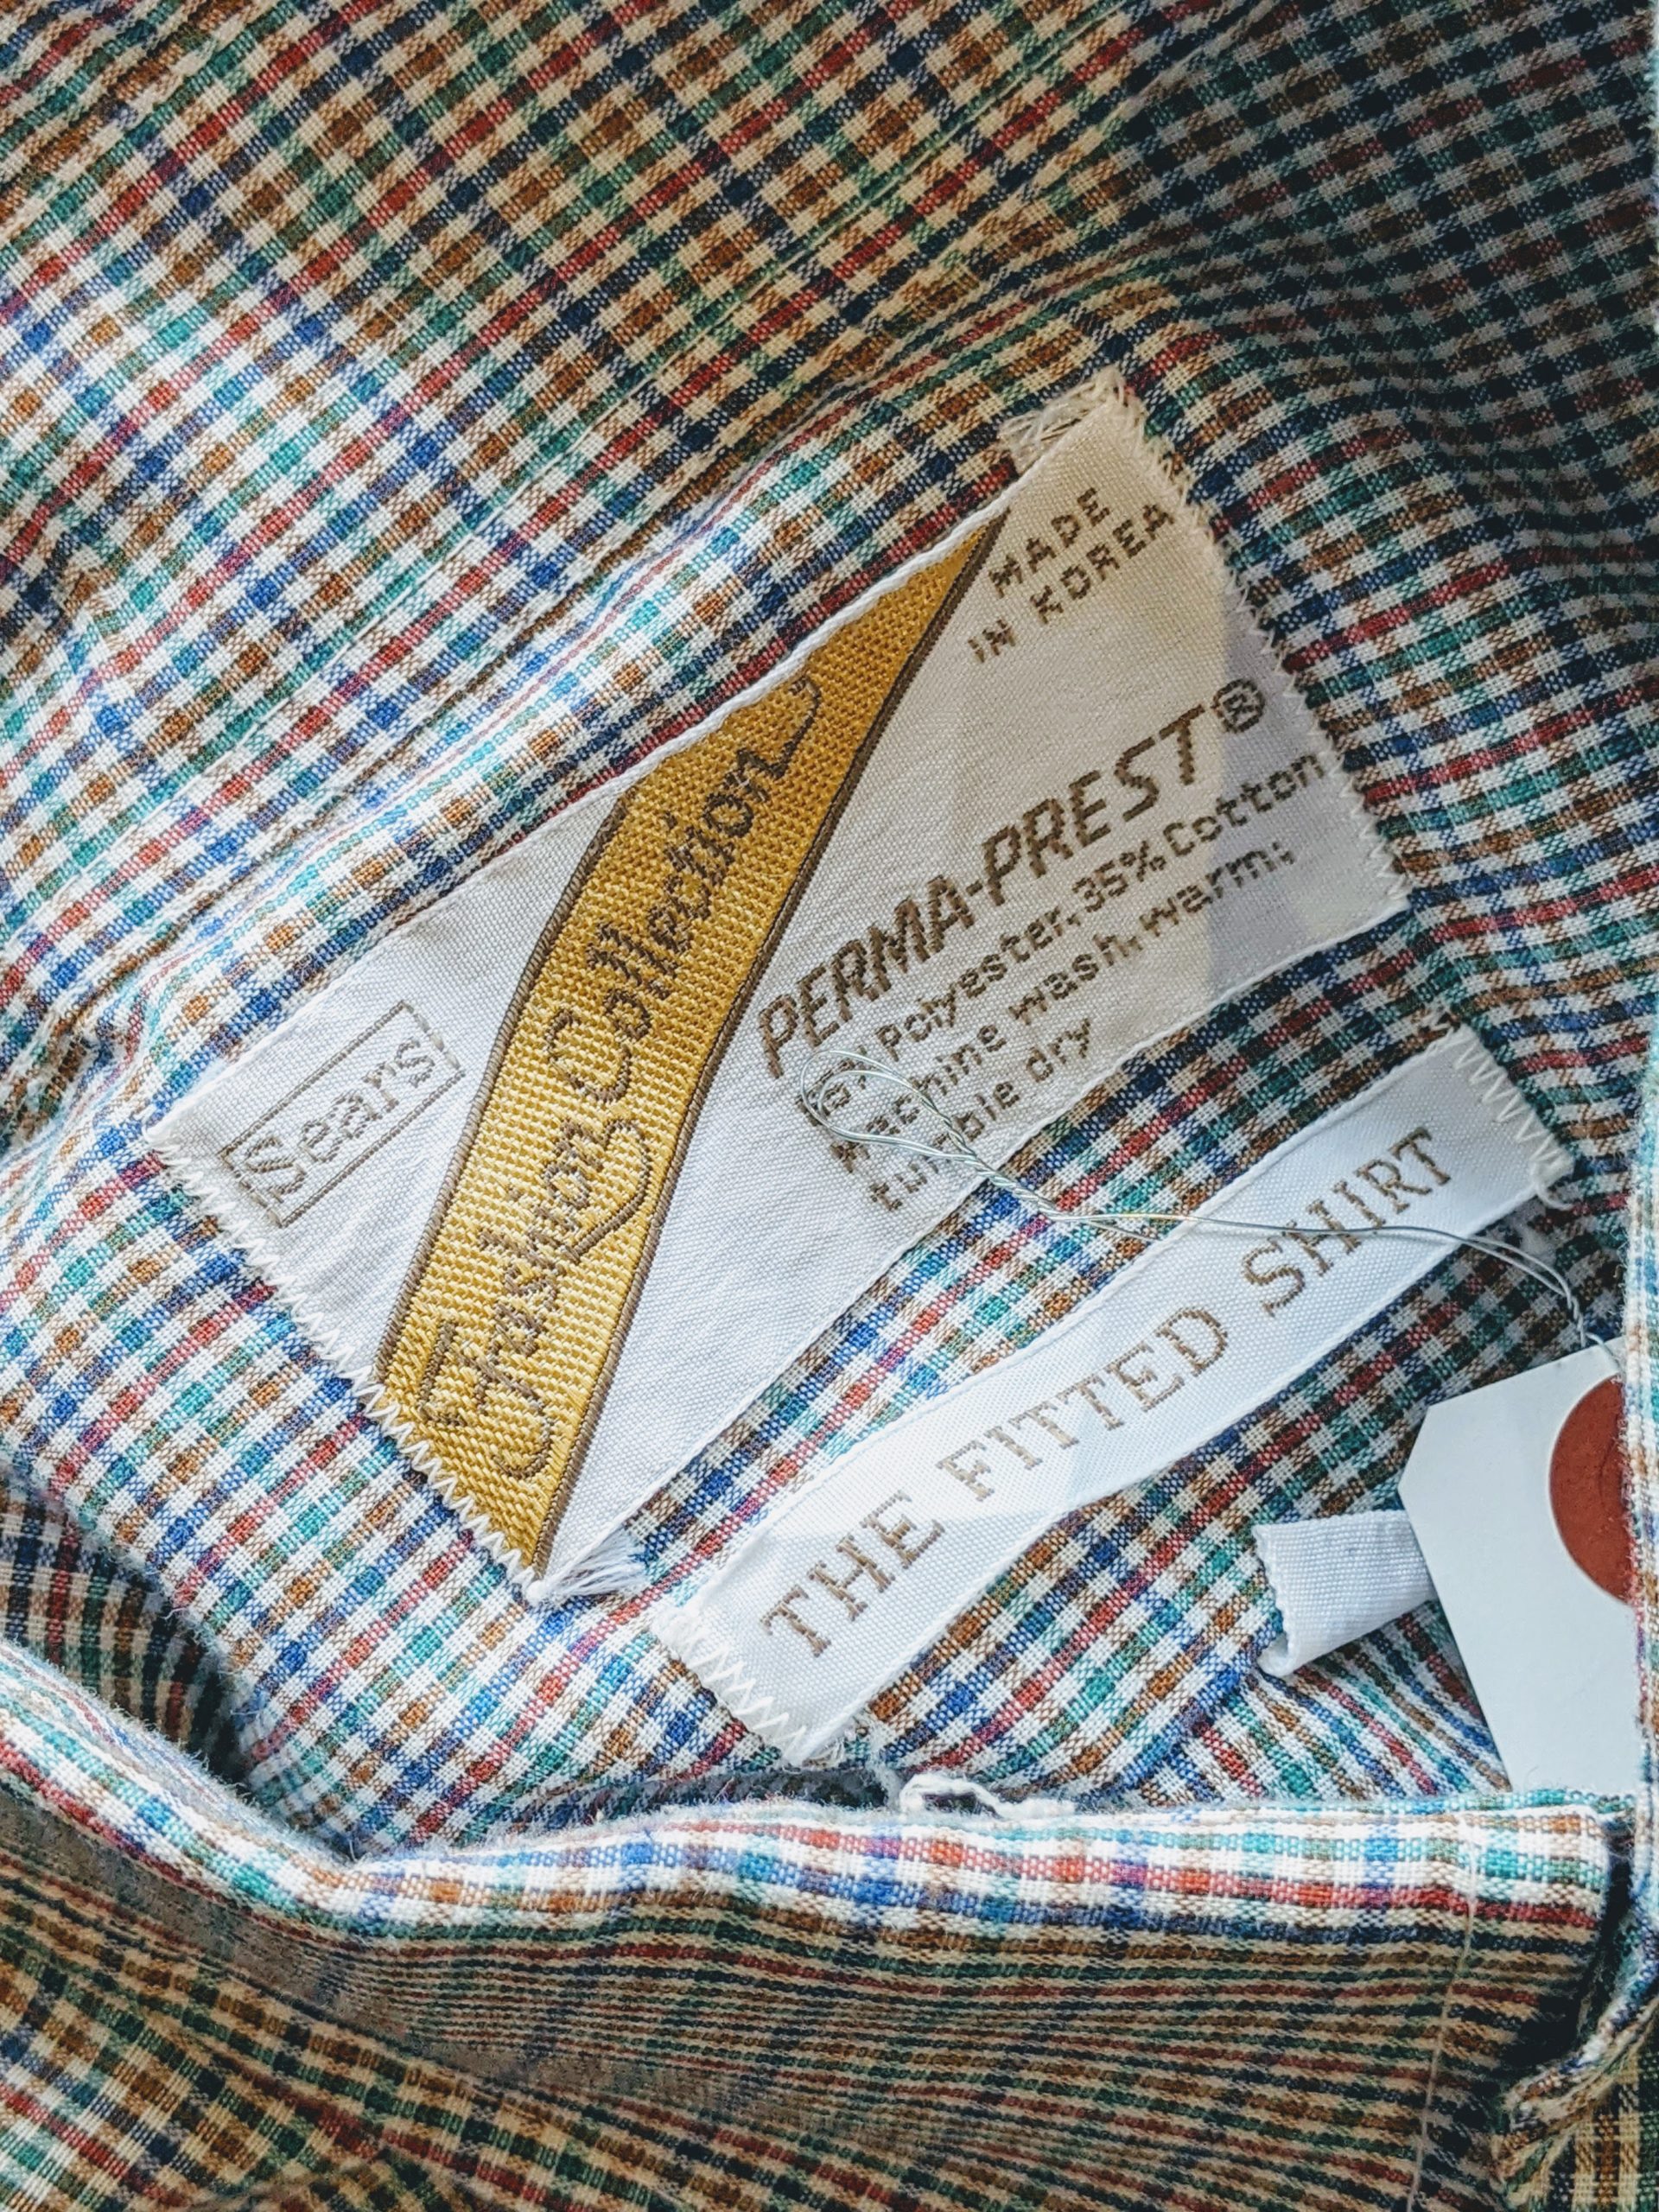 Sears
Fashion Collection
MADE
IN KOREA
PERMA-PREST®
65% Polyester, 35% Cotton
Machine wash, warm;
tumble dry
THE FITTED SHIRT